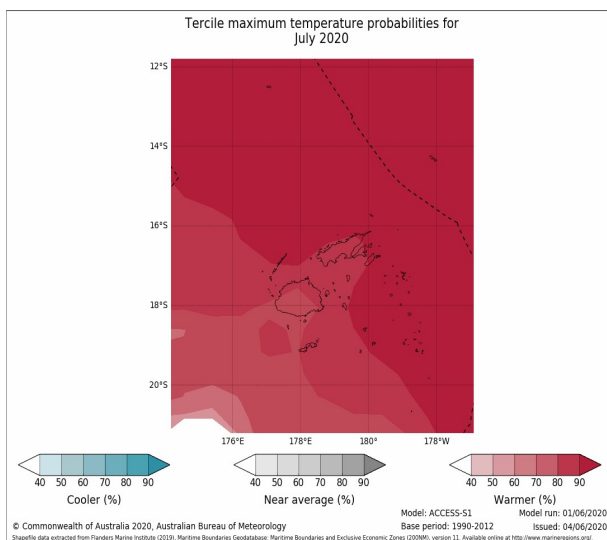 Tercile maximum temperature probabilities for
July 2020
12°S
14°S
16°S
18°S
20°S
176°E 178°E 180° 178°W
40 50 60 70 80 90 40 50 60 70 80 90 40 50 60 70 80 90
Cooler (%) Near average (%) Warmer (%)
Model: ACCESS-S1 Model run: 01/06/2020
© Commonwealth of Australia 2020, Australian Bureau of Meteorology Base period: 1990-2012 Issued: 04/06/2020
Shapefile data extracted from Flanders Marine Institute (2019), Maritime Boundaries Geodatabase: Maritime Boundaries and Exclusive Economic Zones (200NM), version 11. Available online at http://www.marineregions.org/.